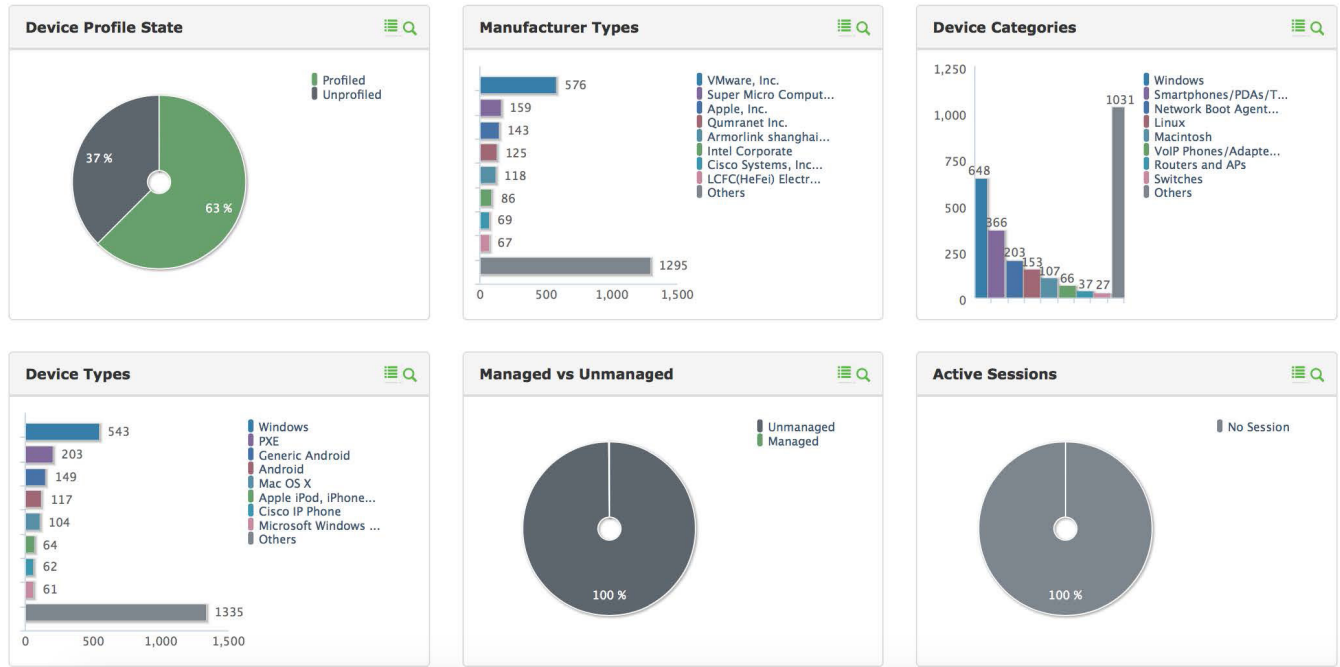 Device Profile State
Profiled
Unprofiled
37 %
63 %
Manufacturer Types
576
159
143
125
118
86
69
67
1295
0 500 1,000 1,500
VMware, Inc.
Super Micro Comput...
Apple, Inc.
Qumranet Inc.
Armorlink shanghai...
Intel Corporate
Cisco Systems, Inc...
LCFC(HeFei) Electr...
Others
Device Categories
1,250
1,000
750
500
250
0
648
366
203
153
107
66
37
27
1031
Windows
Smartphones/PDAs/T...
Network Boot Agent...
Linux
Macintosh
VoIP Phones/Adapte...
Routers and APs
Switches
Others
Device Types
543
203
149
117
104
64
62
61
1335
0 500 1,000 1,500
Windows
PXE
Generic Android
Android
Mac OS X
Apple iPod, iPhone...
Cisco IP Phone
Microsoft Windows ...
Others
Managed vs Unmanaged
Unmanaged
Managed
100 %
Active Sessions
No Session
100 %